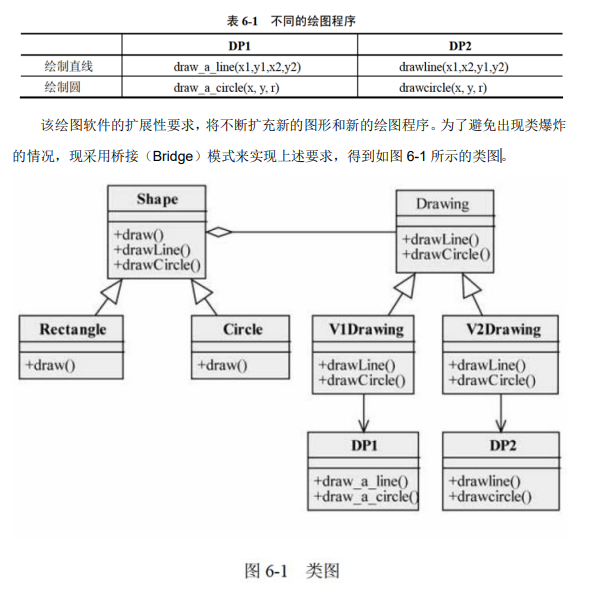 表 6-1 不同的绘图程序
DP1 DP2
绘制直线 draw_a_line(x1,y1,x2,y2) drawline(x1,x2,y1,y2)
绘制圆 draw_a_circle(x, y, r) drawcircle(x, y, r)
该绘图软件的扩展性要求，将不断扩充新的图形和新的绘图程序。为了避免出现类爆炸
的情况，现采用桥接（Bridge）模式来实现上述要求，得到如图 6-1 所示的类图。
Shape
+draw()
+drawLine()
+drawCircle()
Drawing
+drawLine()
+drawCircle()
Rectangle
+draw()
Circle
+draw()
V1Drawing
+drawLine()
+drawCircle()
V2Drawing
+drawLine()
+drawCircle()
DP1
+draw_a_line()
+draw_a_circle()
DP2
+drawline()
+drawcircle()
图 6-1 类图